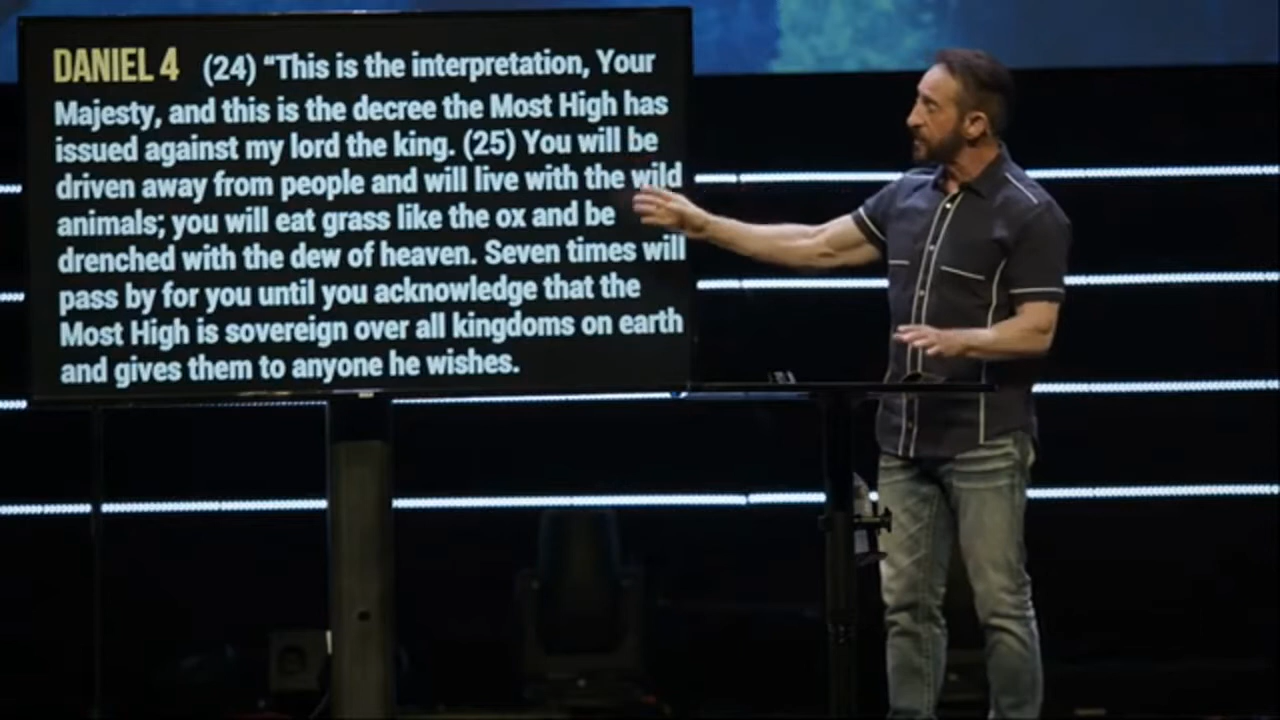 DANIEL 4 (24) “This is the interpretation, Your
Majesty, and this is the decree the Most High has
issued against my lord the king. (25) You will be
driven away from people and will live with the wild
animals; you will eat grass like the ox and be
drenched with the dew of heaven. Seven times will
pass by for you until you acknowledge that the
Most High is sovereign over all kingdoms on earth
and gives them to anyone he wishes.